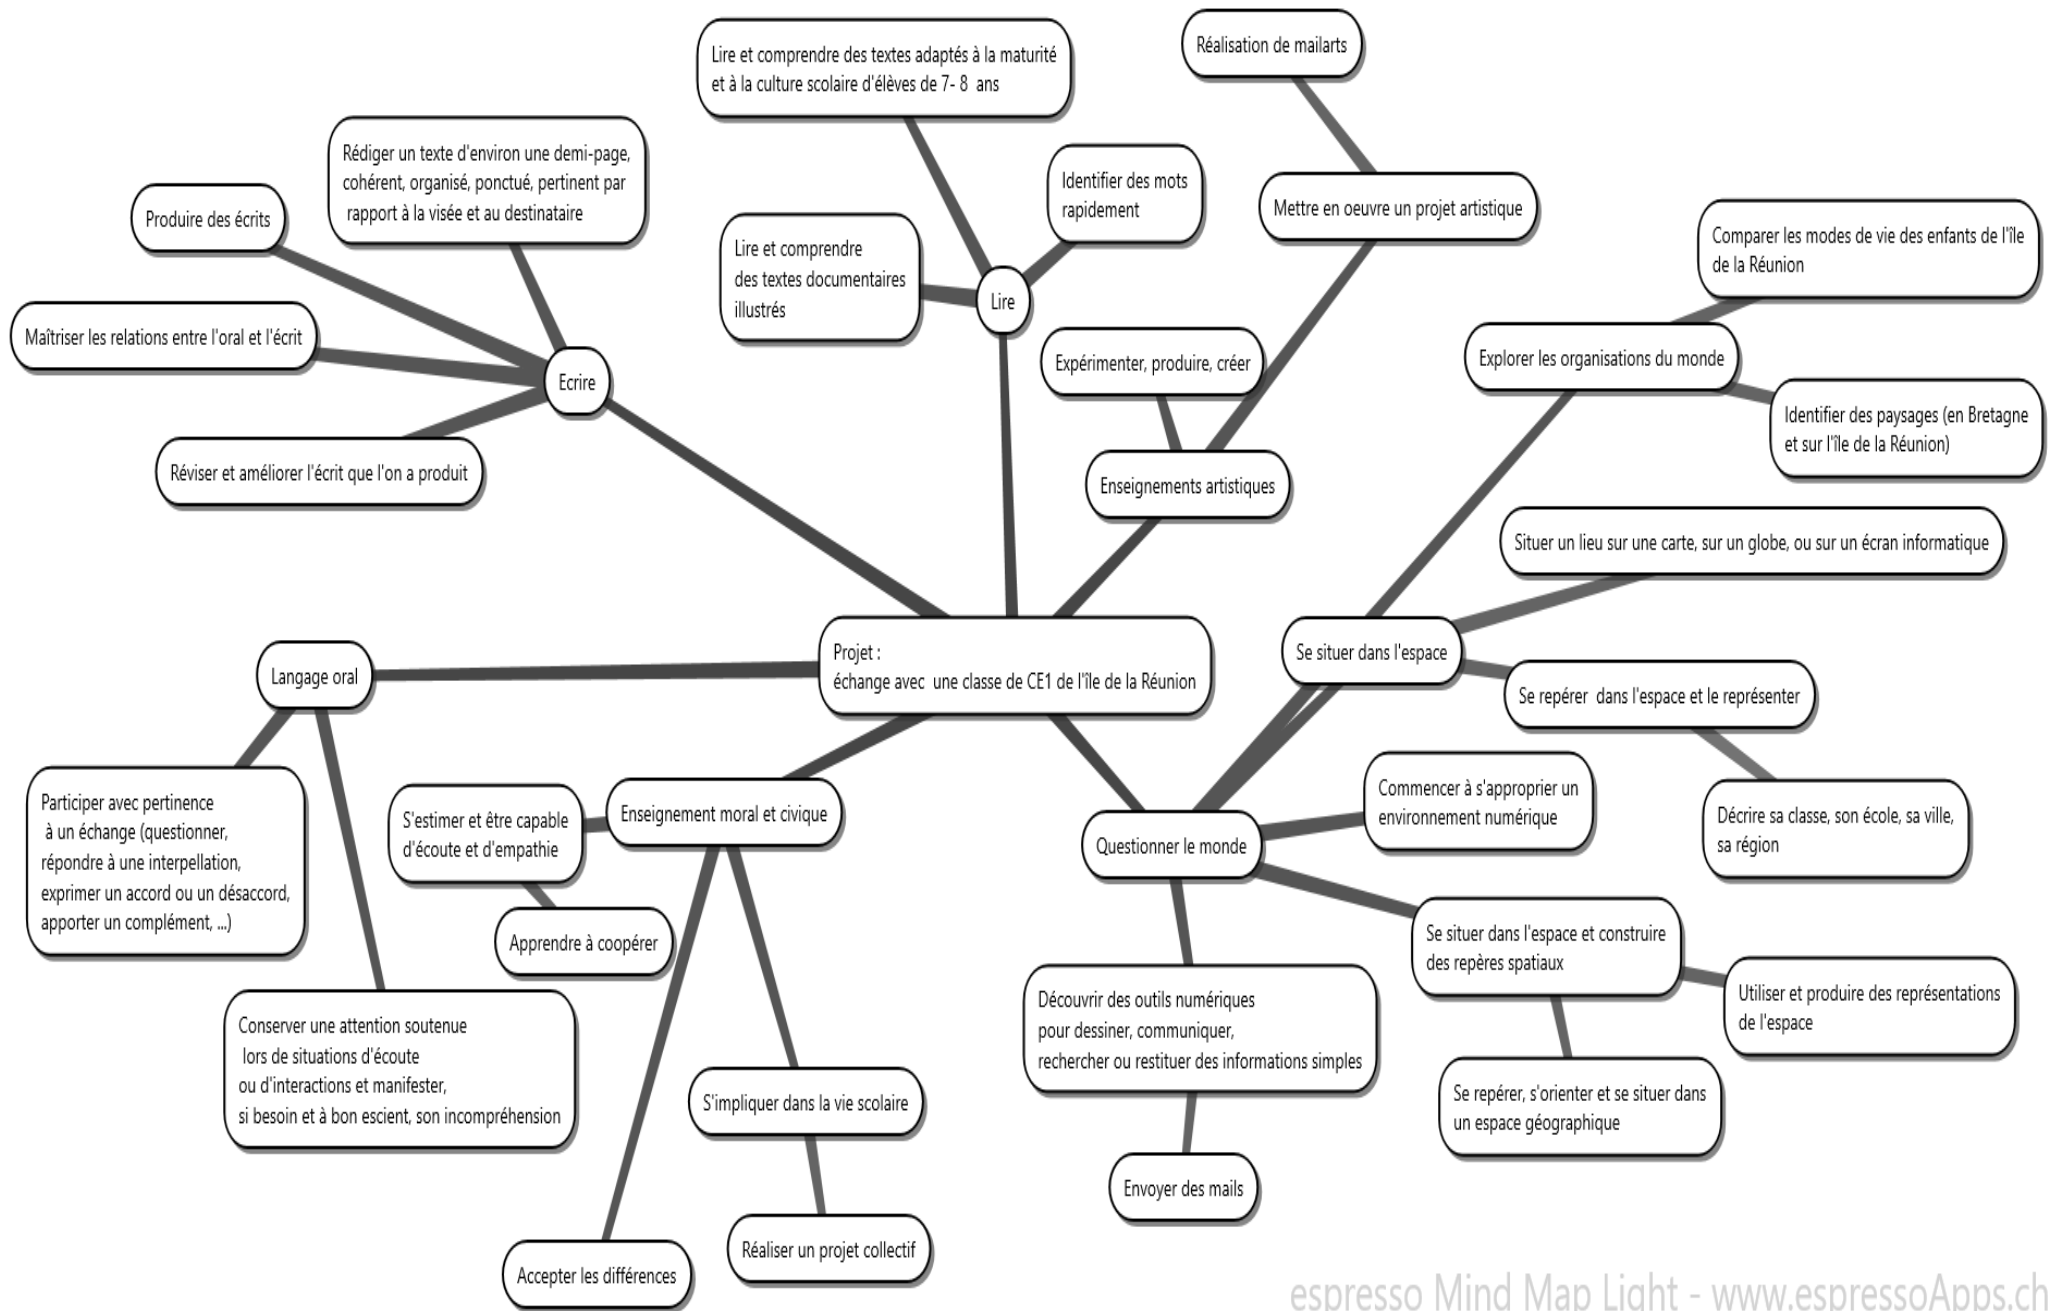 Réalisation de mailarts
Lire et comprendre des textes adaptés à la maturité
et à la culture scolaire d'élèves de 7- 8  ans
Rédiger un texte d'environ une demi-page,
cohérent, organisé, ponctué, pertinent par
rapport à la visée et au destinataire
Identifier des mots
rapidement
Mettre en oeuvre un projet artistique
Produire des écrits
Lire et comprendre
des textes documentaires
illustrés
Comparer les modes de vie des enfants de l'île
de la Réunion
Lire
Maîtriser les relations entre l'oral et l'écrit
Expérimenter, produire, créer
Explorer les organisations du monde
Ecrire
Identifier des paysages (en Bretagne
et sur l'île de la Réunion)
Réviser et améliorer l'écrit que l'on a produit
Enseignements artistiques
Situer un lieu sur une carte, sur un globe, ou sur un écran informatique
Projet :
échange avec  une classe de CE1 de l'île de la Réunion
Se situer dans l'espace
Langage oral
Se repérer  dans l'espace et le représenter
Participer avec pertinence
à un échange (questionner,
répondre à une interpellation,
exprimer un accord ou un désaccord,
apporter un complément, ...)
S'estimer et être capable
d'écoute et d'empathie
Enseignement moral et civique
Commencer à s'approprier un
environnement numérique
Décrire sa classe, son école, sa ville,
sa région
Questionner le monde
Apprendre à coopérer
Se situer dans l'espace et construire
des repères spatiaux
Utiliser et produire des représentations
de l'espace
Découvrir des outils numériques
pour dessiner, communiquer,
rechercher ou restituer des informations simples
Conserver une attention soutenue
lors de situations d'écoute
ou d'interactions et manifester,
si besoin et à bon escient, son incompréhension
S'impliquer dans la vie scolaire
Se repérer, s'orienter et se situer dans
un espace géographique
Envoyer des mails
Réaliser un projet collectif
Accepter les différences
espresso Mind Map Light - www.espressoApps.ch